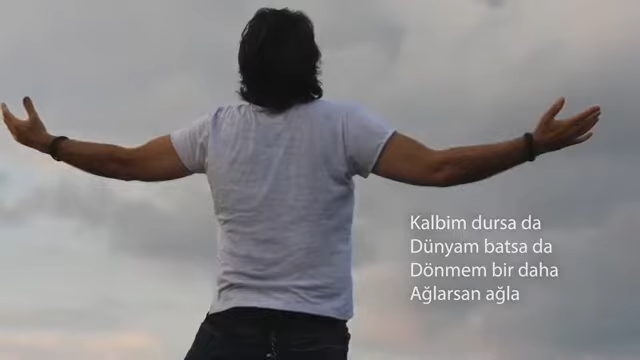 Kalbim dursa da
Dünyam batsa da
Dönmem bir daha
Ağlarsan ağla